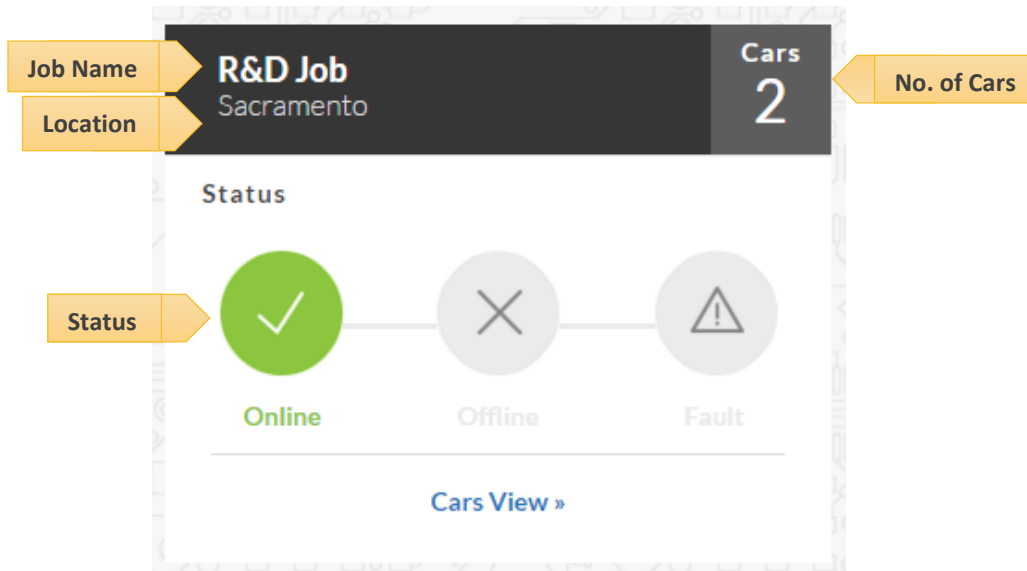 Job Name
R&D Job
Cars
Location
Sacramento
2
No. of Cars
Status
Status
Online
Offline
Fault
Cars View »